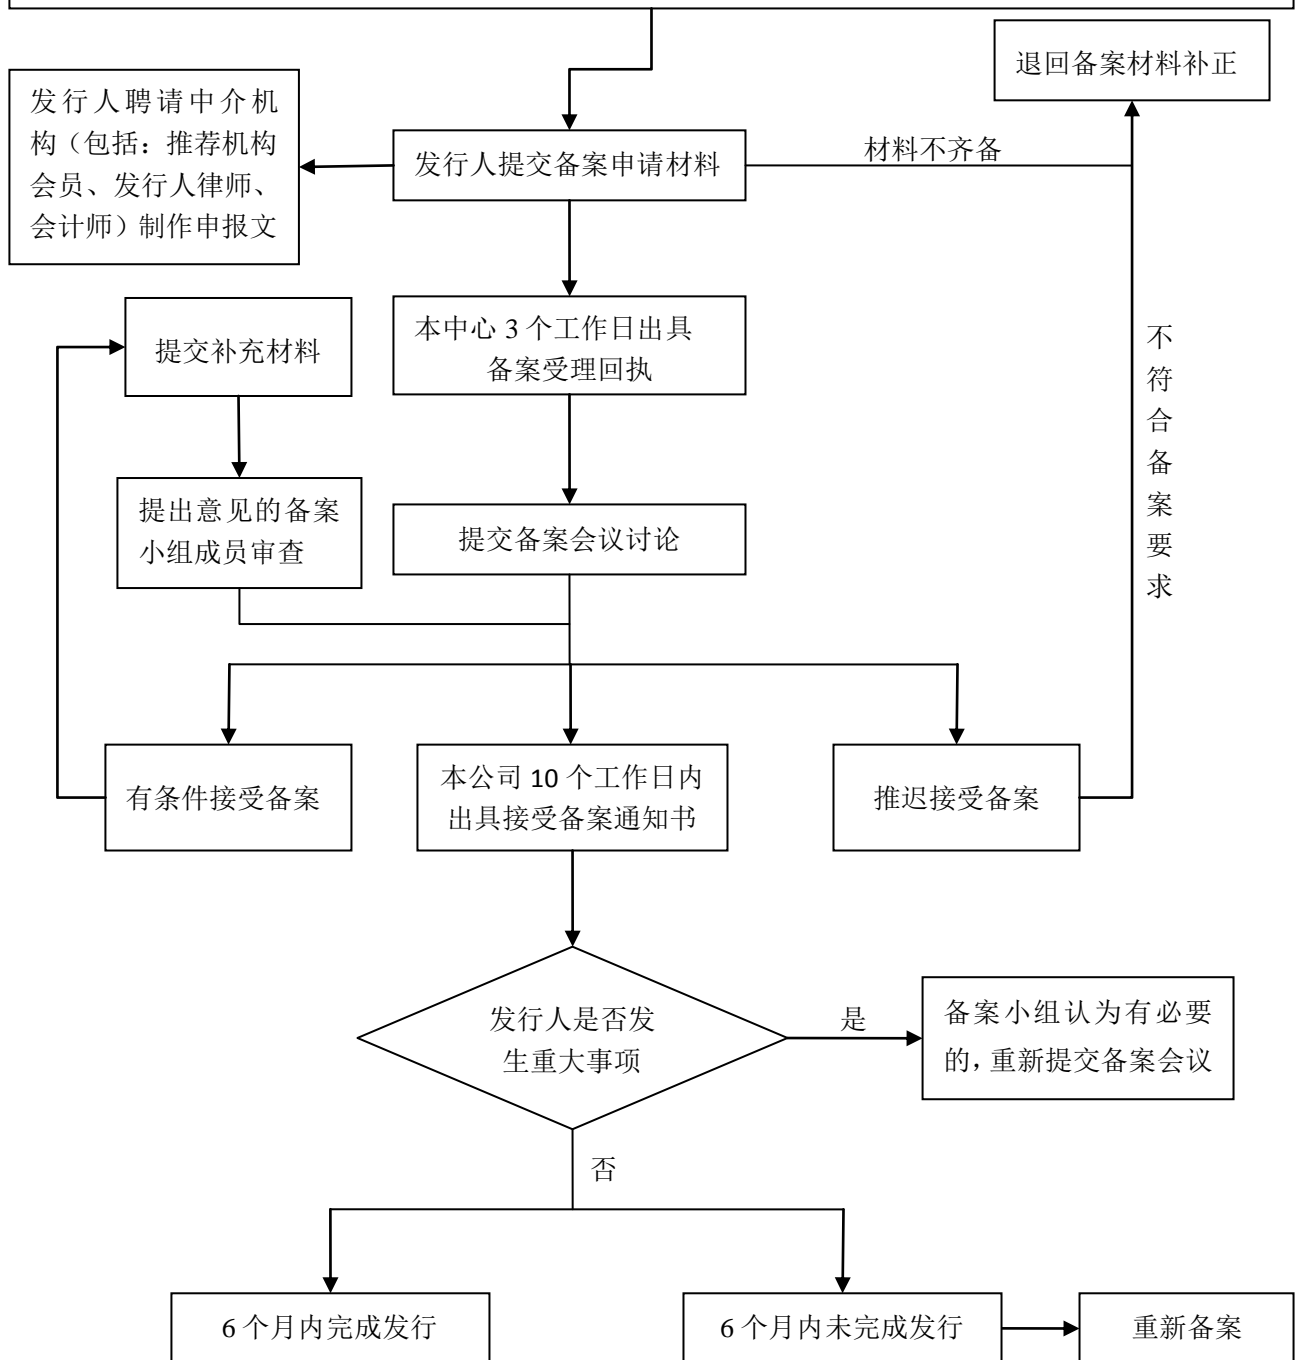 退回备案材料补正
发行人聘请中介机
构（包括：推荐机构
会员、发行人律师、
会计师）制作申报文
发行人提交备案申请材料
材料不齐备
提交补充材料
本中心 3 个工作日出具
备案受理回执
不
符
合
备
案
要
求
提出意见的备案
小组成员审查
提交备案会议讨论
有条件接受备案
本公司 10 个工作日内
出具接受备案通知书
推迟接受备案
发行人是否发
生重大事项
是
备案小组认为有必要
的，重新提交备案会议
否
6 个月内完成发行
6 个月内未完成发行
重新备案